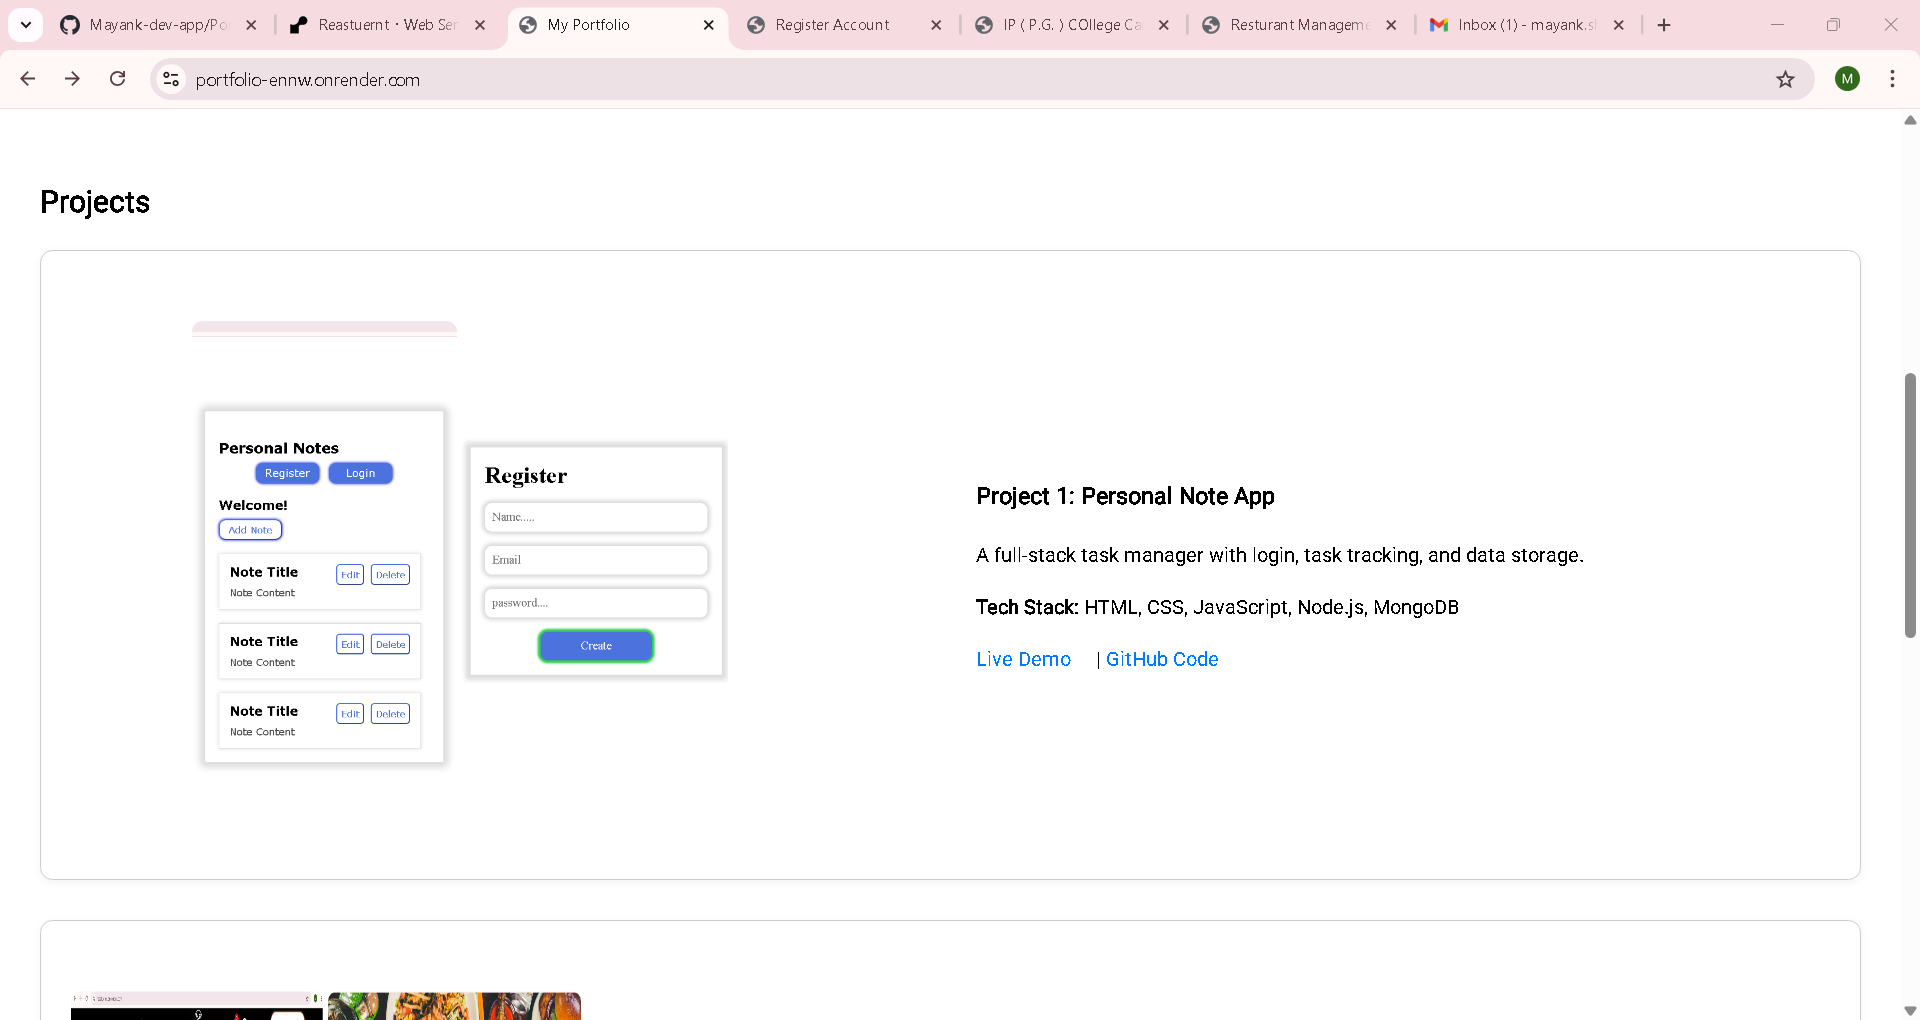 Mayank-dev-app/Po
Reastuernt · Web Ser
My Portfolio
Register Account
IP ( P.G. ) COllege Ca
Resturant Manageme
Inbox (1) - mayank.s
portfolio-ennw.onrender.com
M
Projects
Personal Notes
Register Login
Welcome!
Add Note
Note Title Edit Delete
Note Content
Note Title Edit Delete
Note Content
Note Title Edit Delete
Note Content
Register
Name.....
Email
password....
Create
Project 1: Personal Note App
A full-stack task manager with login, task tracking, and data storage.
Tech Stack: HTML, CSS, JavaScript, Node.js, MongoDB
Live Demo | GitHub Code